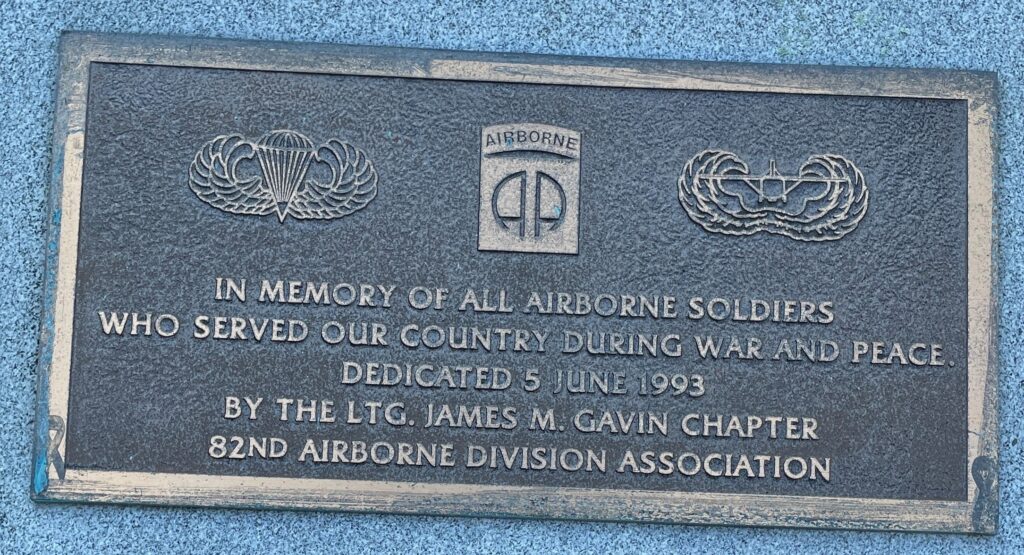 AIRBORNE
AA
IN MEMORY OF ALL AIRBORNE SOLDIERS
WHO SERVED OUR COUNTRY DURING WAR AND PEACE.
DEDICATED 5 JUNE 1993
BY THE LTG. JAMES M. GAVIN CHAPTER
82ND AIRBORNE DIVISION ASSOCIATION